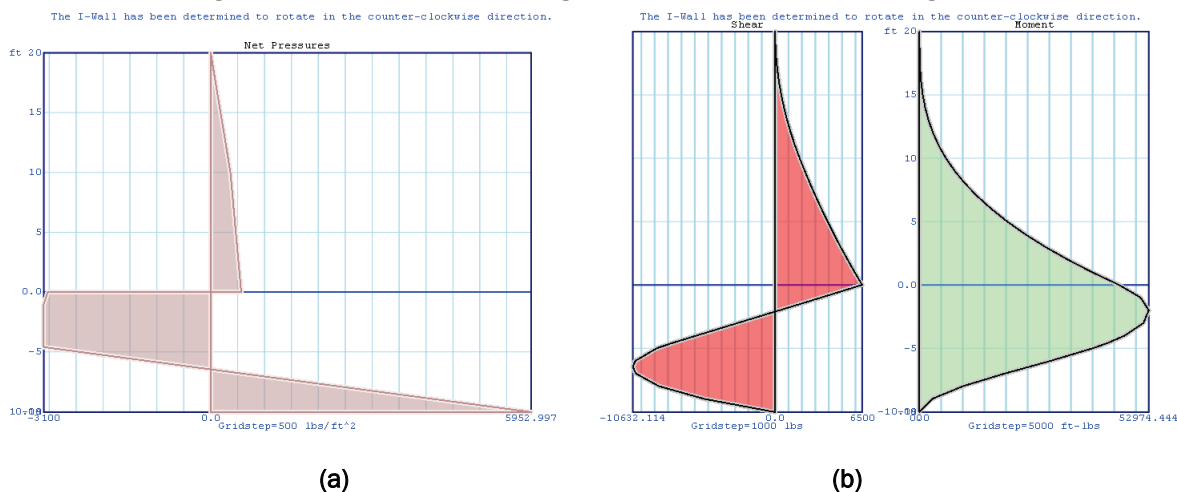 The I-Wall has been determined to rotate in the counter-clockwise direction.
Net Pressures
ft 20
15
10
5
0.0
-5
-3100
0.0
5952.997
Gridstep=500 lbs/ft^2
(a)
The I-Wall has been determined to rotate in the counter-clockwise direction.
Shear
Moment
ft 20
15
10
5
0.0
-5
-10632.114
0.0
6500
Gridstep=1000 lbs
52974.444
Gridstep=5000 ft-lbs
(b)